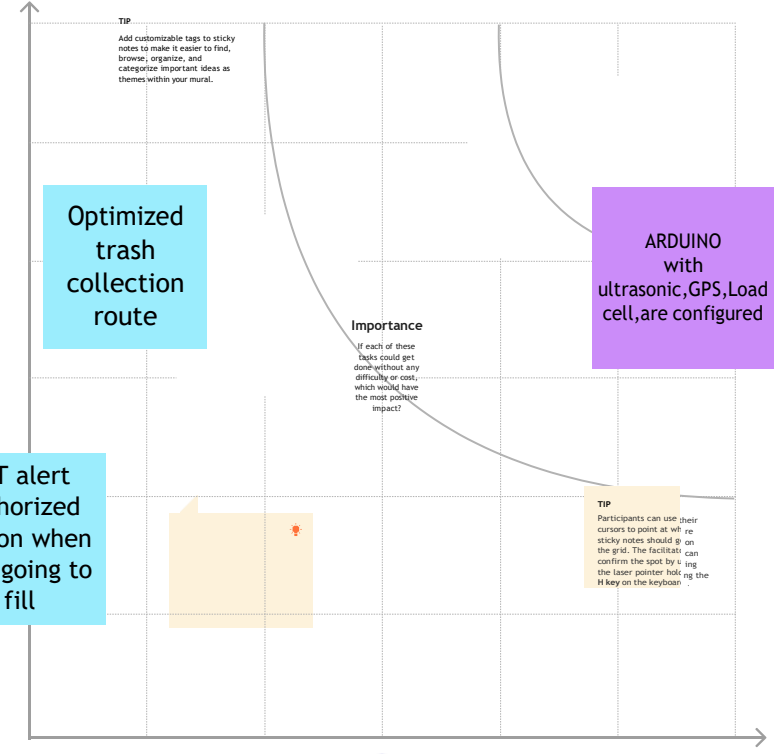 TIP
Add customizable tags to sticky
notes to make it easier to find,
browse, organize, and
categorize important ideas as
themes within your mural.
Optimized
trash
collection
route
ARDUINO
with
ultrasonic,GPS,Load
cell,are configured
Importance
If each of these
tasks could get
done without any
difficulty or cost,
which would have
the most positive
impact?
T alert
horized
on when
going to
fill
TIP
Participants can use their
cursors to point at wh re
sticky notes should g on
the grid. The facilitat can
confirm the spot by u ing
the laser pointer hol ng the
H key on the keyboar